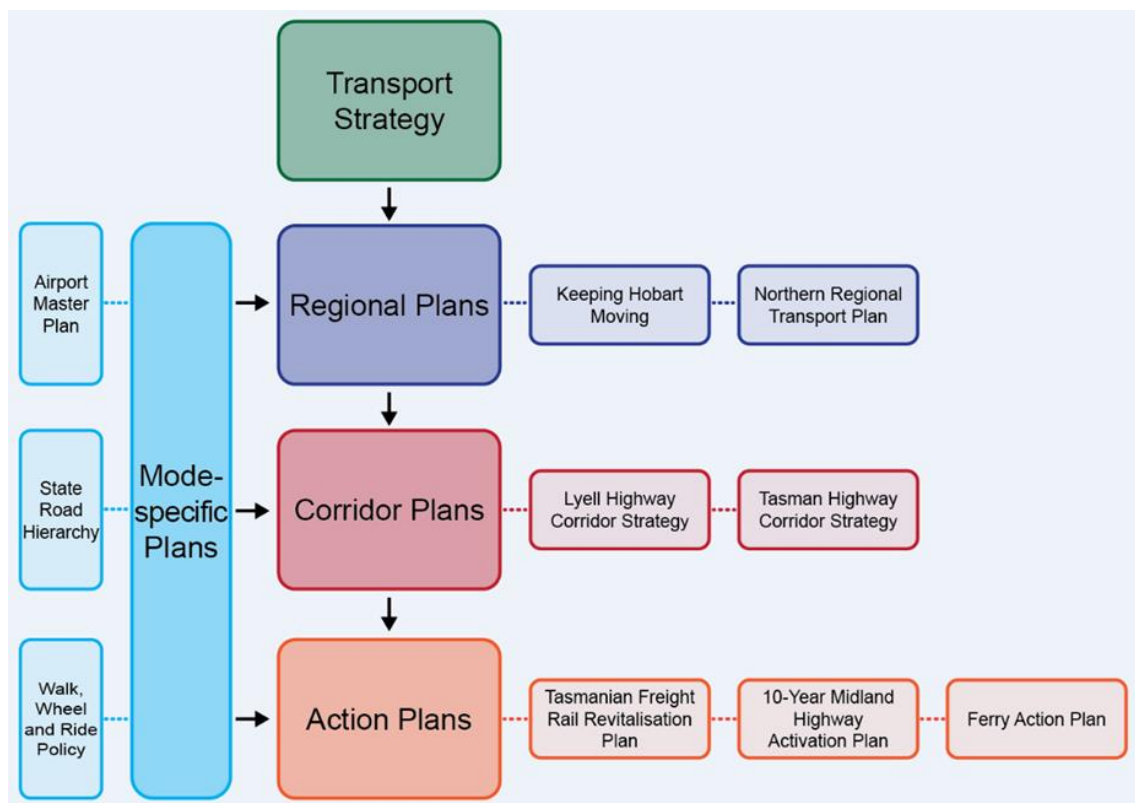 Transport
Strategy
Airport
Master
Plan
Regional Plans
Keeping Hobart
Moving
Northern Regional
Transport Plan
State
Road
Hierarchy
Mode-
specific
Plans
Corridor Plans
Lyell Highway
Corridor Strategy
Tasman Highway
Corridor Strategy
Walk,
Wheel
and Ride
Policy
Action Plans
Tasmanian Freight
Rail Revitalisation
Plan
10-Year Midland
Highway
Activation Plan
Ferry Action Plan